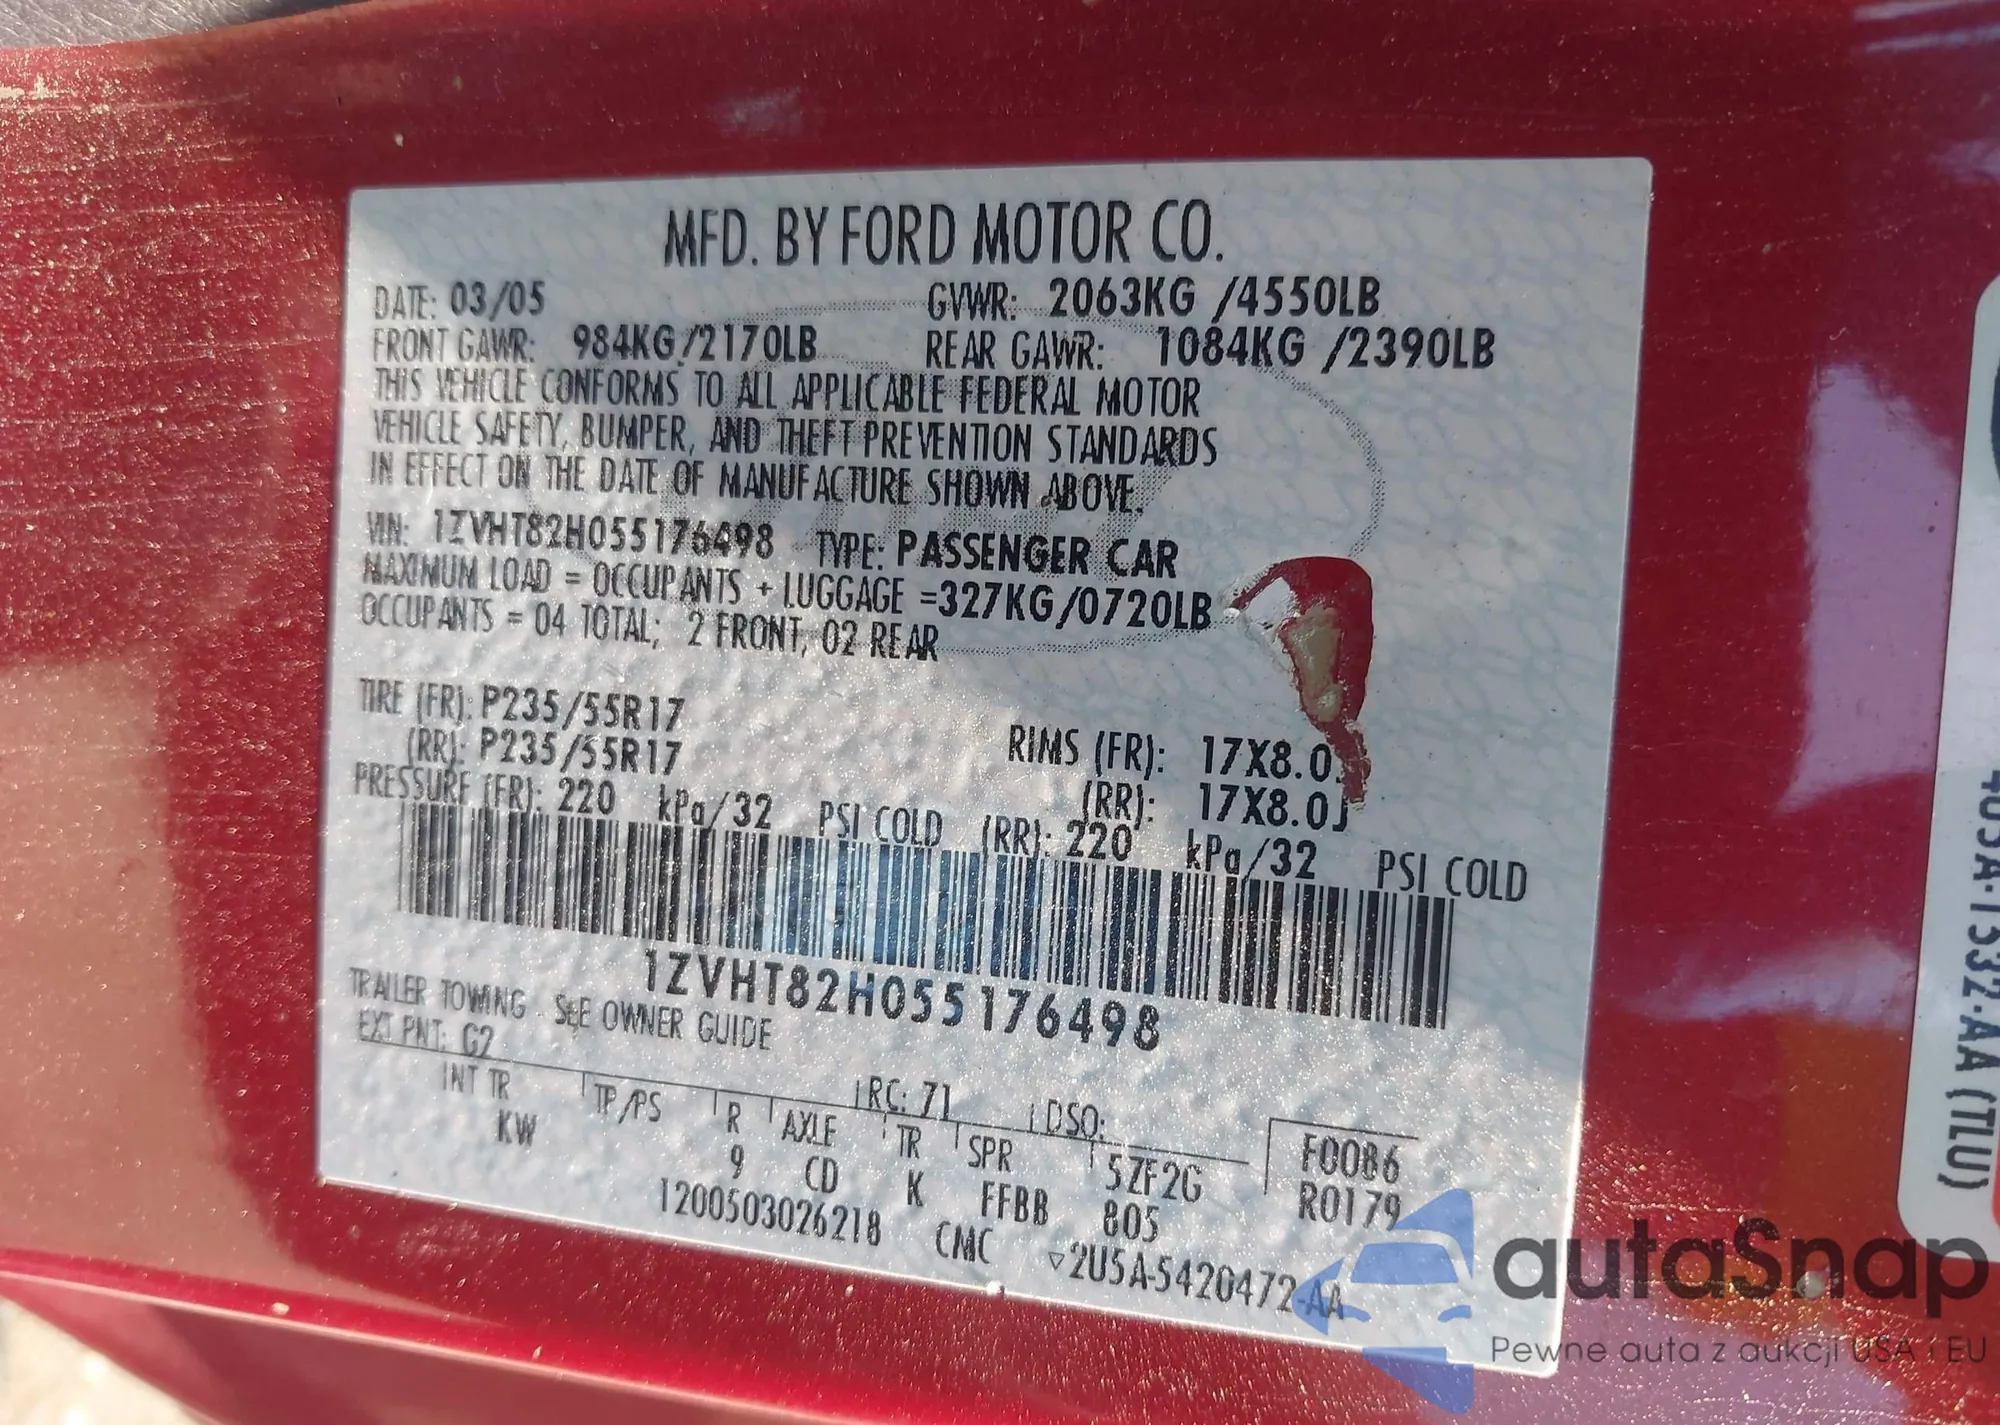 MFD. BY FORD MOTOR CO.
DATE: 03/05 GVWR: 2063KG /4550LB
FRONT GAWR: 984KG/2170LB REAR GAWR: 1084KG /2390LB
THIS VEHICLE CONFORMS TO ALL APPLICABLE FEDERAL MOTOR
VEHICLE SAFETY, BUMPER, AND THEFT PREVENTION STANDARDS
IN EFFECT ON THE DATE OF MANUFACTURE SHOWN ABOVE.
VIN: 1ZVHT82H055176498 TYPE: PASSENGER CAR
MAXIMUM LOAD = OCCUPANTS + LUGGAGE =327KG/0720LB
OCCUPANTS = 04 TOTAL; 2 FRONT, 02 REAR
TIRE (FR): P235/55R17 RIMS (FR): 17X8.0J
(RR): P235/55R17 (RR): 17X8.0J
PRESSURE (FR): 220 kPa/32 PSI COLD (RR): 220 kPa/32 PSI COLD
1ZVHT82H055176498
TRAILER TOWING - SEE OWNER GUIDE
EXT PNT: G2 RC: 71 DSO:
INT TR TP/PS R AXLE TR SPR 5ZF2G F0086
KW 9 CD K FFBB 805 R0179
1200503026218 CMC ▽2U5A-5420472-AA
403A-1532-AA (TLU)
autoSnap
Pewne auta z aukcji USA i EU